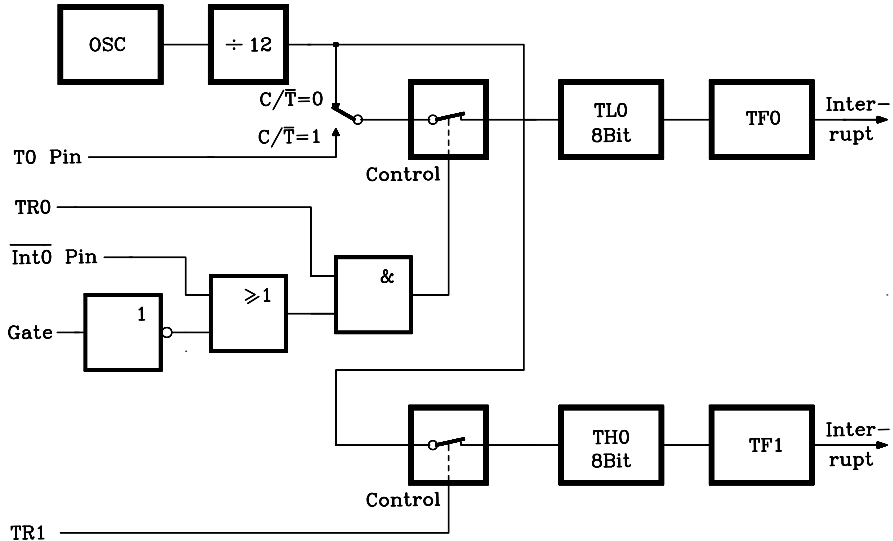 OSC
÷ 12
C/T̅=0
C/T̅=1
T0 Pin
Control
TL0
8Bit
TF0
Inter-
rupt
TR0
I̅n̅t̅0̅ Pin
&
≥1
1
Gate
Control
TH0
8Bit
TF1
Inter-
rupt
TR1